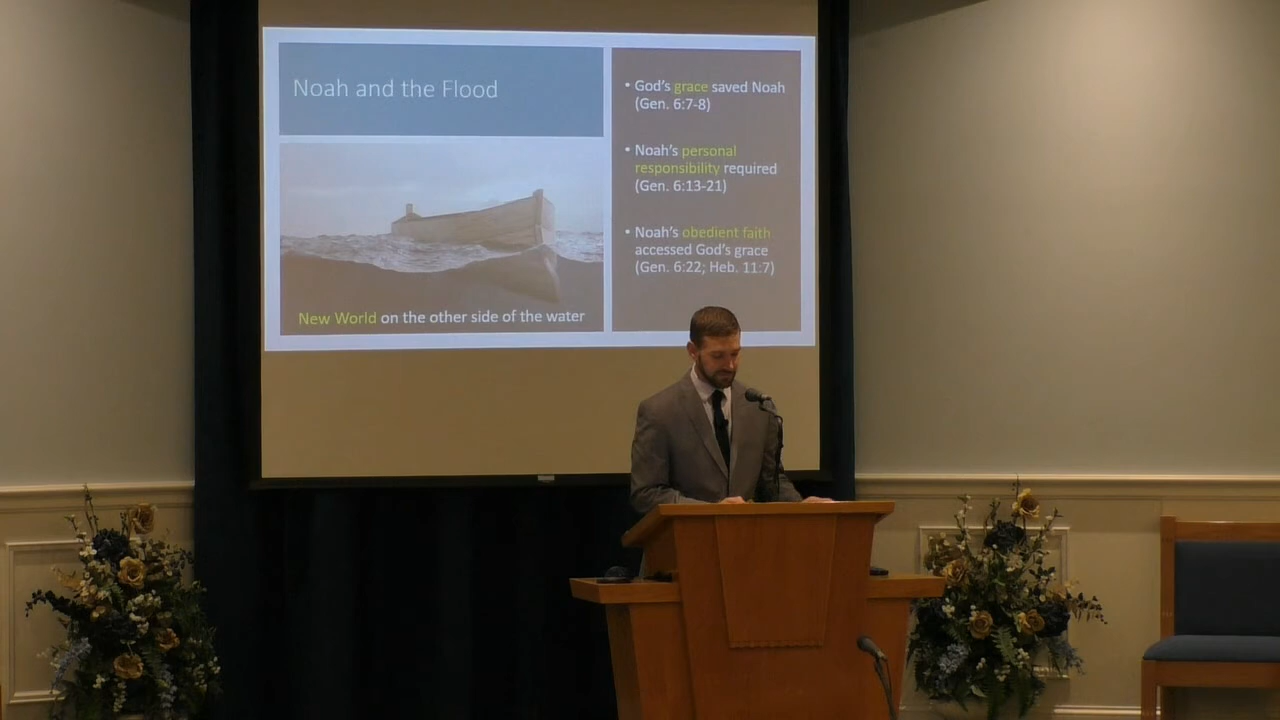 Noah and the Flood
New World on the other side of the water
• God's grace saved Noah
(Gen. 6:7-8)
• Noah's personal
responsibility required
(Gen. 6:13-21)
• Noah's obedient faith
accessed God's grace
(Gen. 6:22; Heb. 11:7)